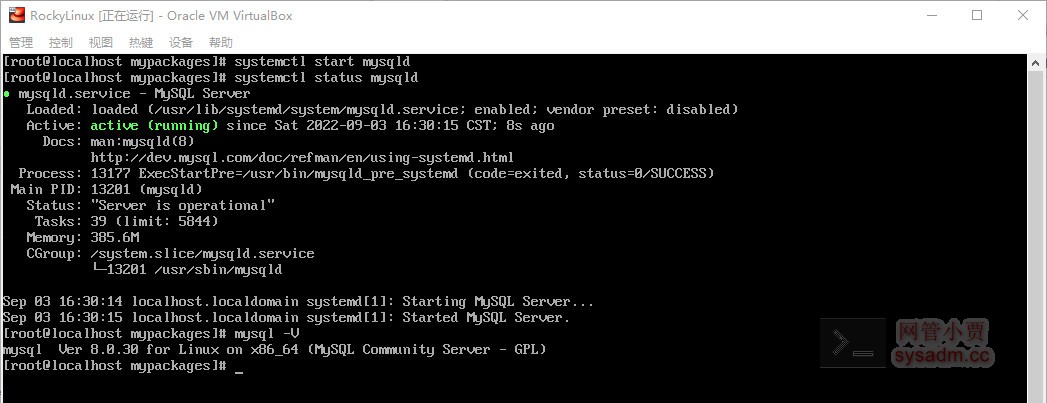 RockyLinux [正在运行] - Oracle VM VirtualBox
管理 控制 视图 热键 设备 帮助
[root@localhost mypackages]# systemctl start mysqld
[root@localhost mypackages]# systemctl status mysqld
● mysqld.service - MySQL Server
Loaded: loaded (/usr/lib/systemd/system/mysqld.service; enabled; vendor preset: disabled)
Active: active (running) since Sat 2022-09-03 16:30:15 CST; 8s ago
Docs: man:mysqld(8)
http://dev.mysql.com/doc/refman/en/using-systemd.html
Process: 13177 ExecStartPre=/usr/bin/mysqld_pre_systemd (code=exited, status=0/SUCCESS)
Main PID: 13201 (mysqld)
Status: "Server is operational"
Tasks: 39 (limit: 5844)
Memory: 385.6M
CGroup: /system.slice/mysqld.service
└─13201 /usr/sbin/mysqld
Sep 03 16:30:14 localhost.localdomain systemd[1]: Starting MySQL Server...
Sep 03 16:30:15 localhost.localdomain systemd[1]: Started MySQL Server.
[root@localhost mypackages]# mysql -V
mysql  Ver 8.0.30 for Linux on x86_64 (MySQL Community Server - GPL)
[root@localhost mypackages]# _
>_ 网管小贾
sysadm.cc